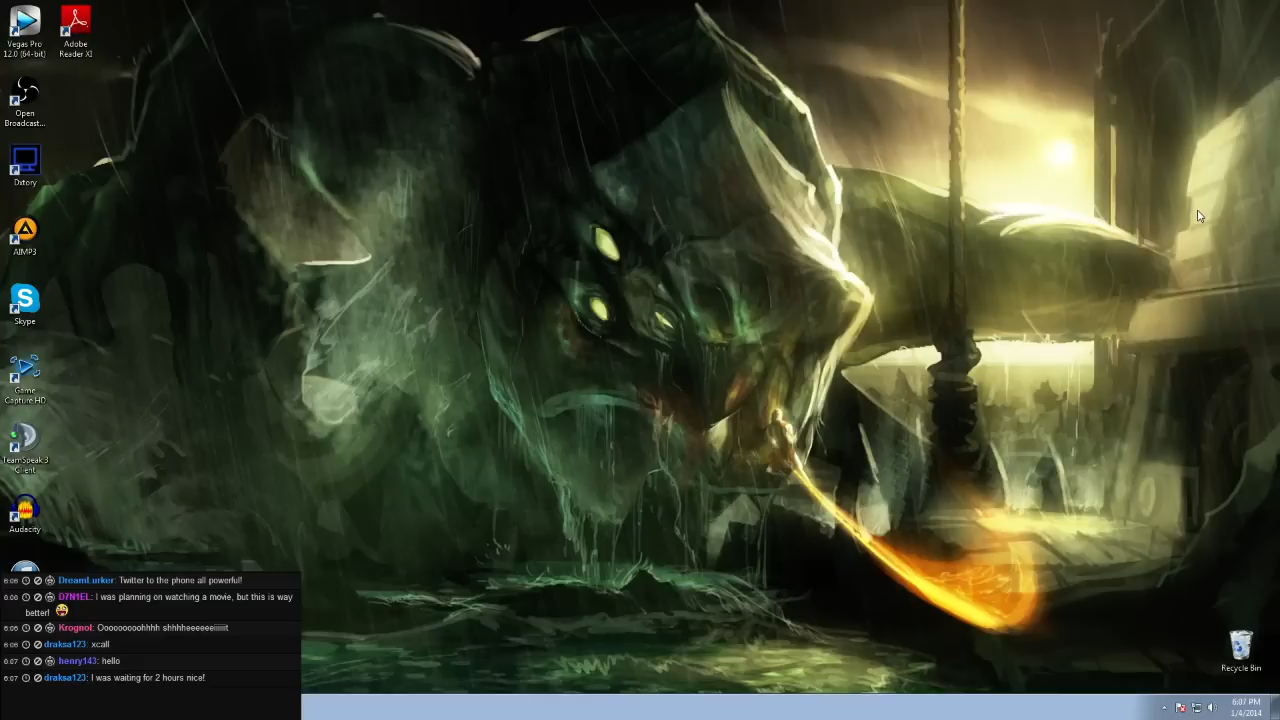 Vegas Pro
12.0 (64-bit)
Adobe
Reader XI
Open
Broadcast...
Dxtory
AIMP3
Skype
Game
Capture HD
TeamSpeak 3
Client
Audacity
6:06 DreamLurker: Twitter to the phone all powerful!
6:06 D7N1EL: I was planning on watching a movie, but this is way
better!
6:06 Krognol: Ooooooooohhhh shhhheeeeeeiiiiit
6:06 draksa123: xcall
6:07 henry143: hello
6:07 draksa123: I was waiting for 2 hours nice!
Recycle Bin
6:07 PM
1/4/2014